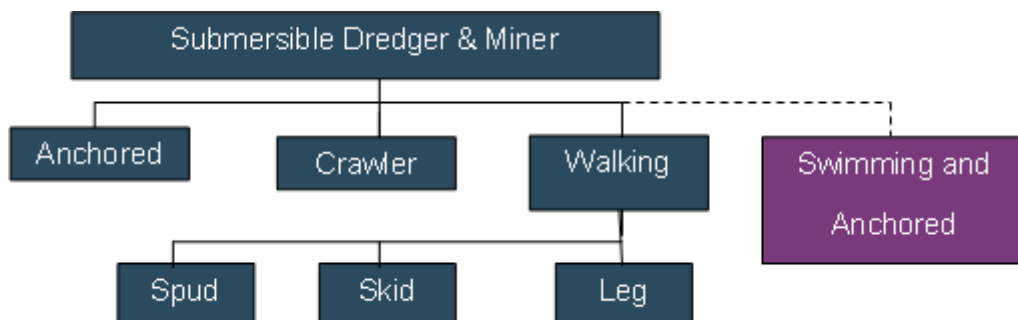 Submersible Dredger & Miner
Anchored
Crawler
Walking
Swimming and
Anchored
Spud
Skid
Leg